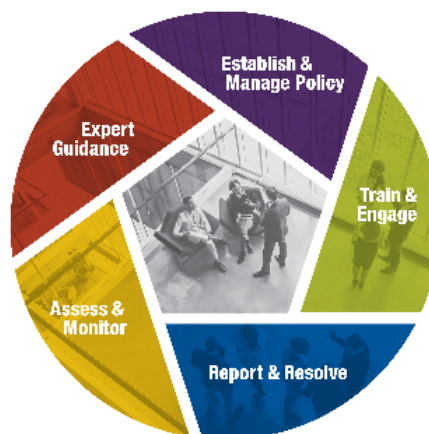 Establish &
Manage Policy
Train &
Engage
Report & Resolve
Assess &
Monitor
Expert
Guidance